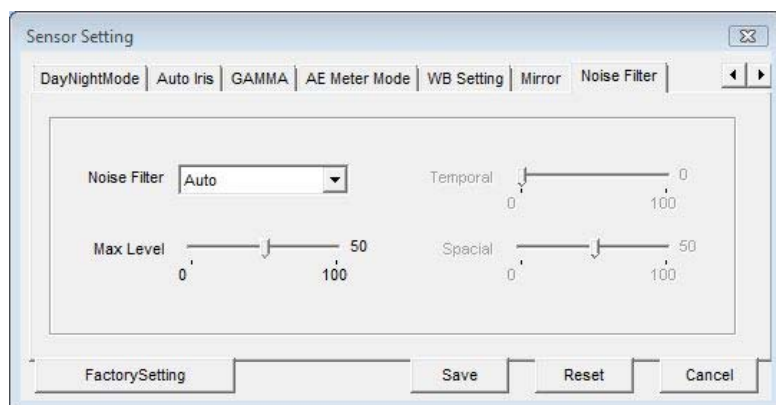 Sensor Setting
DayNightMode Auto Iris GAMMA AE Meter Mode WB Setting Mirror Noise Filter
Noise Filter Auto Temporal 0
0 100
Max Level 50 Spacial 50
0 100 0 100
FactorySetting Save Reset Cancel